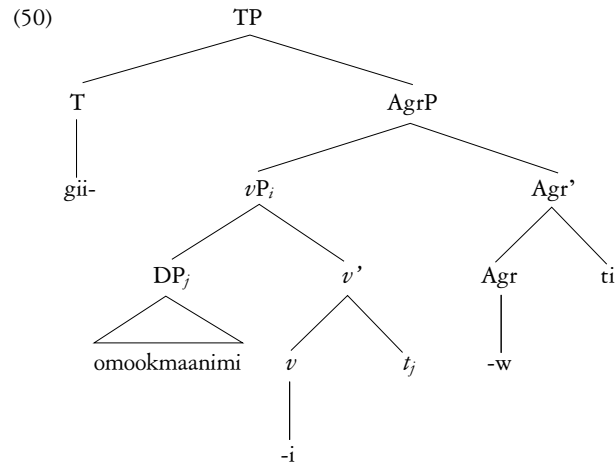 (50) TP
T AgrP
gii- vPi Agr’
DPj v’ Agr ti
omookmaanimi v tj -w
-i